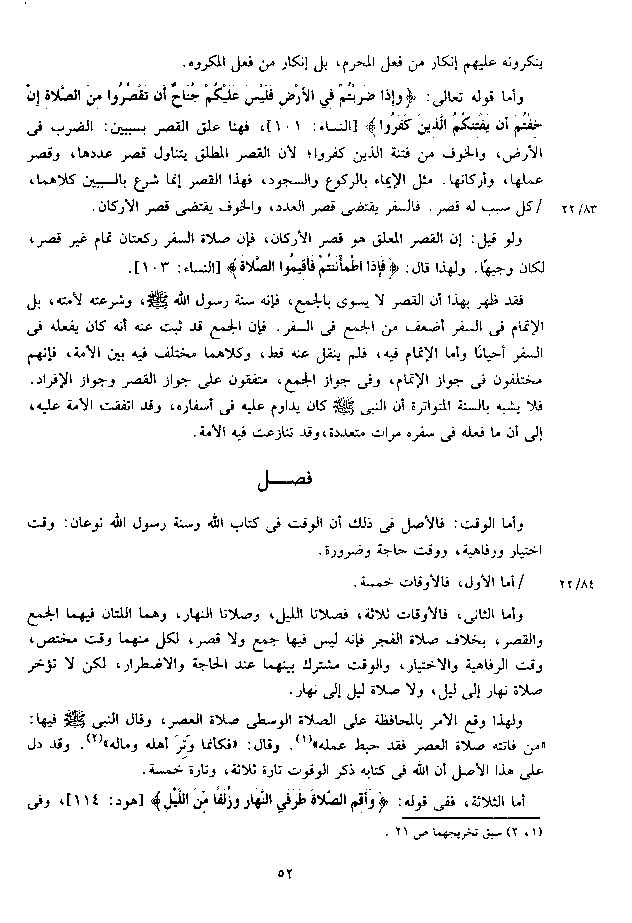 ينكرونه عليهم إنكار من فعل المحرم، بل إنكار من فعل المكروه.
وأما قوله تعالى: ﴿وَإِذَا ضَرَبْتُمْ فِي الأَرْضِ فَلَيْسَ عَلَيْكُمْ جُنَاحٌ أَن تَقْصُرُوا مِنَ الصَّلاةِ إِنْ
خِفْتُمْ أَن يَفْتِنَكُمُ الَّذِينَ كَفَرُوا﴾ [النساء: ١٠١]، فهنا علق القصر بسببين: الضرب فى
الأرض، والخوف من فتنة الذين كفروا؛ لأن القصر المطلق يتناول قصر عددها، وقصر
عملها، وأركانها. مثل الإيماء بالركوع والسجود، فهذا القصر إنما شرع بالسببين كلاهما،
٢٢/٨٣ / كل سبب له قصر. فالسفر يقتضى قصر العدد، والخوف يقتضى قصر الأركان.
ولو قيل: إن القصر المعلق هو قصر الأركان، فإن صلاة السفر ركعتان تمام غير قصر،
لكان وجيهًا. ولهذا قال: ﴿فَإِذَا اطْمَأْنَنتُمْ فَأَقِيمُوا الصَّلاةَ﴾ [النساء: ١٠٣].
فقد ظهر بهذا أن القصر لا يسوى بالجمع، فإنه سنة رسول الله ﷺ، وشرعته لأمته، بل
الإتمام فى السفر أضعف من الجمع فى السفر. فإن الجمع قد ثبت عنه أنه كان يفعله فى
السفر أحيانًا وأما الإتمام فيه، فلم ينقل عنه قط، وكلاهما مختلف فيه بين الأمة، فإنهم
مختلفون فى جواز الإتمام، وفى جواز الجمع، متفقون على جواز القصر وجواز الإفراد.
فلا يشبه بالسنة المتواترة أن النبى ﷺ كان يداوم عليه فى أسفاره، وقد اتفقت الأمة عليه،
إلى أن ما فعله فى سفره مرات متعددة، وقد تنازعت فيه الأمة.
فصــل
وأما الوقت: فالأصل فى ذلك أن الوقت فى كتاب الله وسنة رسول الله نوعان: وقت
اختيار ورفاهية، ووقت حاجة وضرورة.
٢٢/٨٤ / أما الأول، فالأوقات خمسة.
وأما الثانى، فالأوقات ثلاثة، فصلاتا الليل، وصلاتا النهار، وهما اللتان فيهما الجمع
والقصر، بخلاف صلاة الفجر فإنه ليس فيها جمع ولا قصر، لكل منهما وقت مختص،
وقت الرفاهية والاختيار، والوقت مشترك بينهما عند الحاجة والاضطرار، لكن لا تؤخر
صلاة نهار إلى ليل، ولا صلاة ليل إلى نهار.
ولهذا وقع الأمر بالمحافظة على الصلاة الوسطى صلاة العصر، وقال النبى ﷺ فيها:
«من فاتته صلاة العصر فقد حبط عمله»(١). وقال: «فكأنما وُتِرَ أهله وماله»(٢). وقد دل
على هذا الأصل أن الله فى كتابه ذكر الوقوت تارة ثلاثة، وتارة خمسة.
أما الثلاثة، ففى قوله: ﴿وَأَقِمِ الصَّلاةَ طَرَفَيِ النَّهَارِ وَزُلَفًا مِّنَ اللَّيْلِ﴾ [هود: ١١٤]، وفى
(١، ٢) سبق تخريجهما ص ٢١.
٥٢